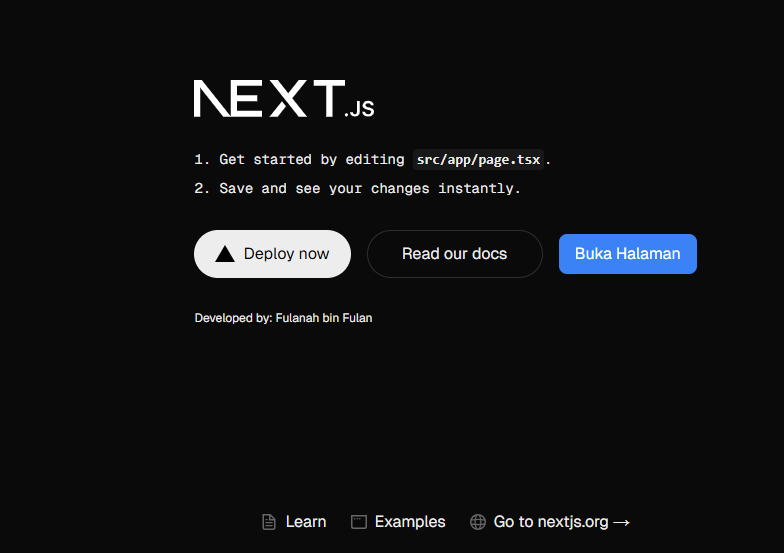 NEXT.JS
1. Get started by editing src/app/page.tsx.
2. Save and see your changes instantly.
Deploy now Read our docs Buka Halaman
Developed by: Fulanah bin Fulan
Learn Examples Go to nextjs.org →